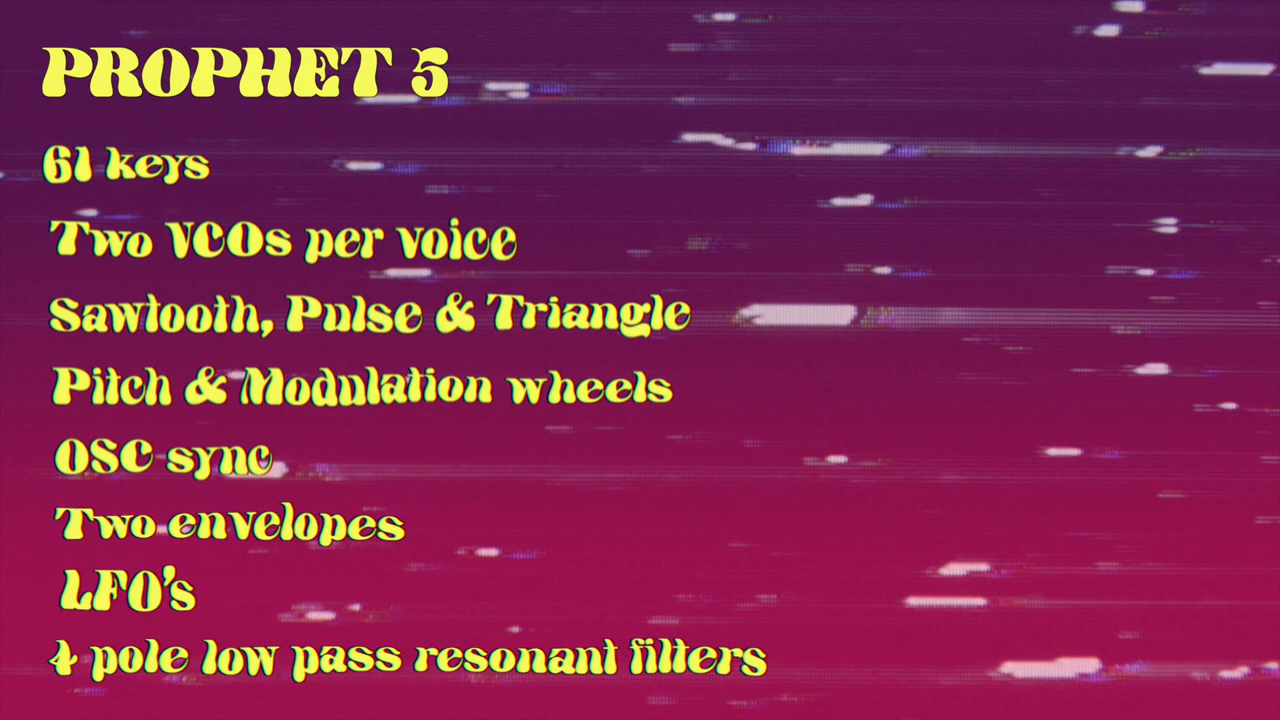 PROPHET 5
61 keys
Two VCOs per voice
Sawtooth, Pulse & Triangle
Pitch & Modulation wheels
OSC sync
Two envelopes
LFO's
4 pole low pass resonant filters